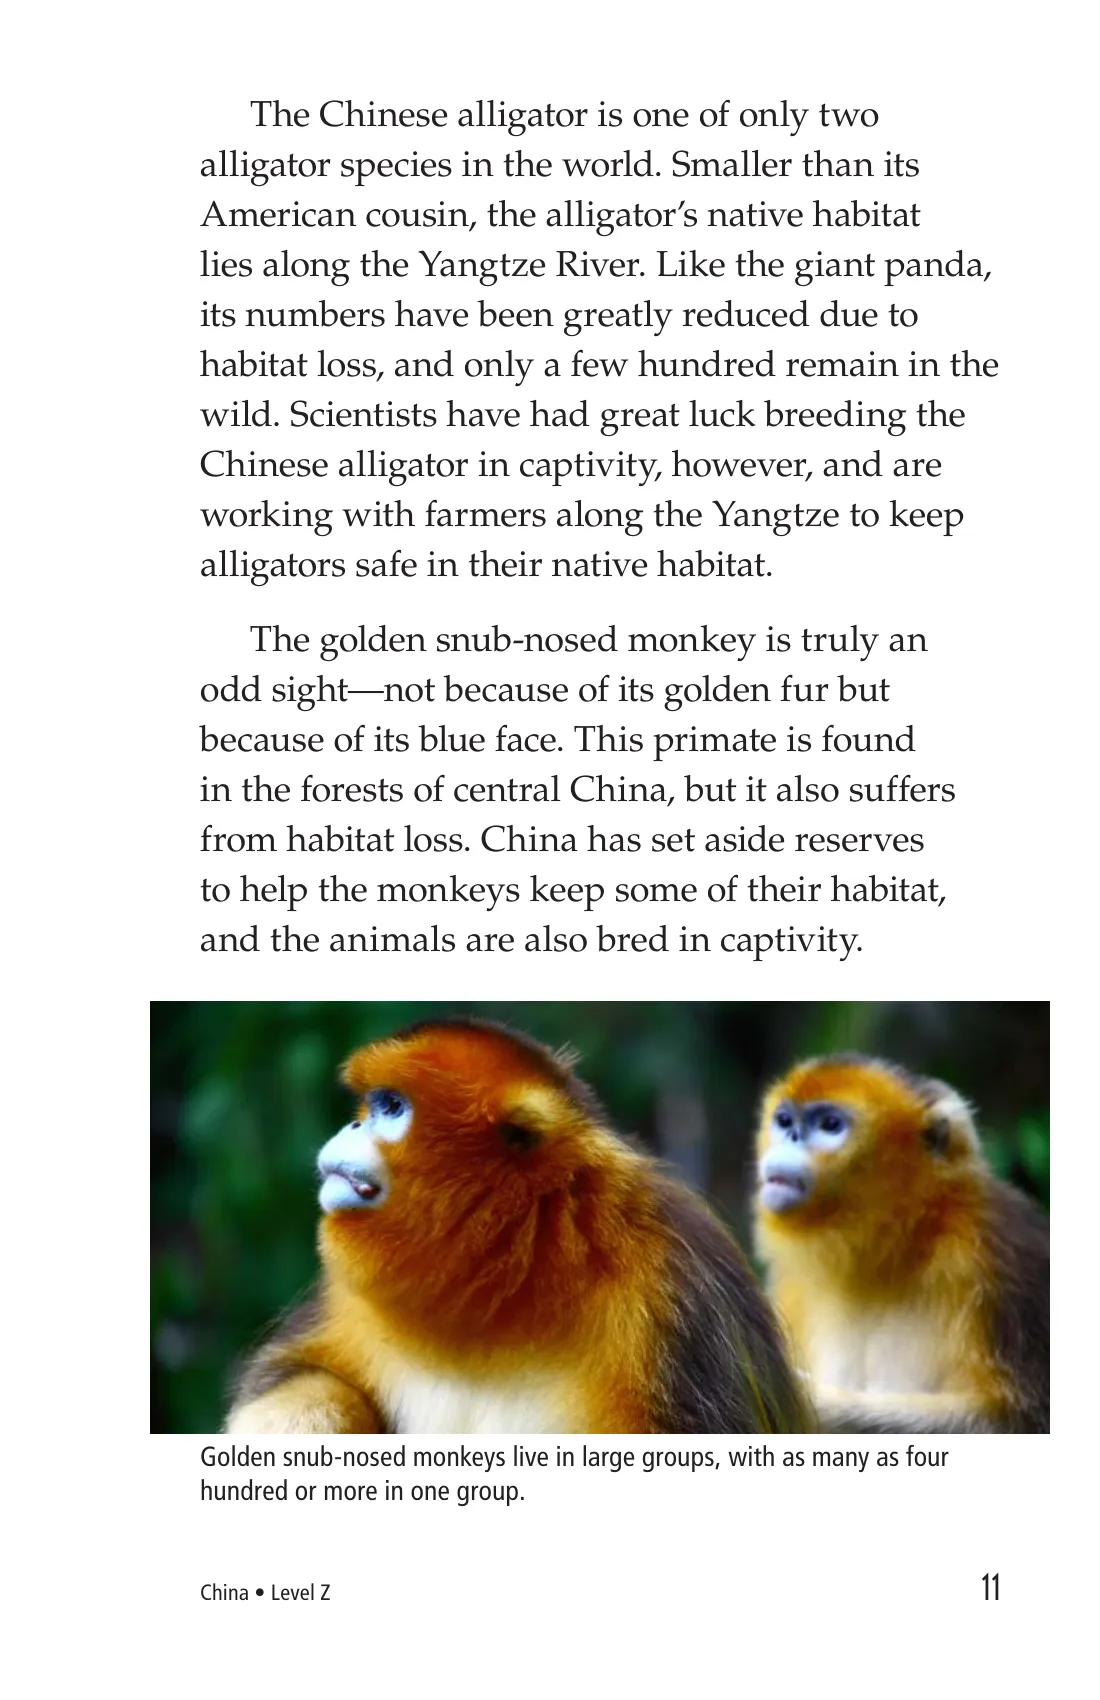 The Chinese alligator is one of only two
alligator species in the world. Smaller than its
American cousin, the alligator’s native habitat
lies along the Yangtze River. Like the giant panda,
its numbers have been greatly reduced due to
habitat loss, and only a few hundred remain in the
wild. Scientists have had great luck breeding the
Chinese alligator in captivity, however, and are
working with farmers along the Yangtze to keep
alligators safe in their native habitat.
The golden snub-nosed monkey is truly an
odd sight—not because of its golden fur but
because of its blue face. This primate is found
in the forests of central China, but it also suffers
from habitat loss. China has set aside reserves
to help the monkeys keep some of their habitat,
and the animals are also bred in captivity.
Golden snub-nosed monkeys live in large groups, with as many as four
hundred or more in one group.
China • Level Z
11